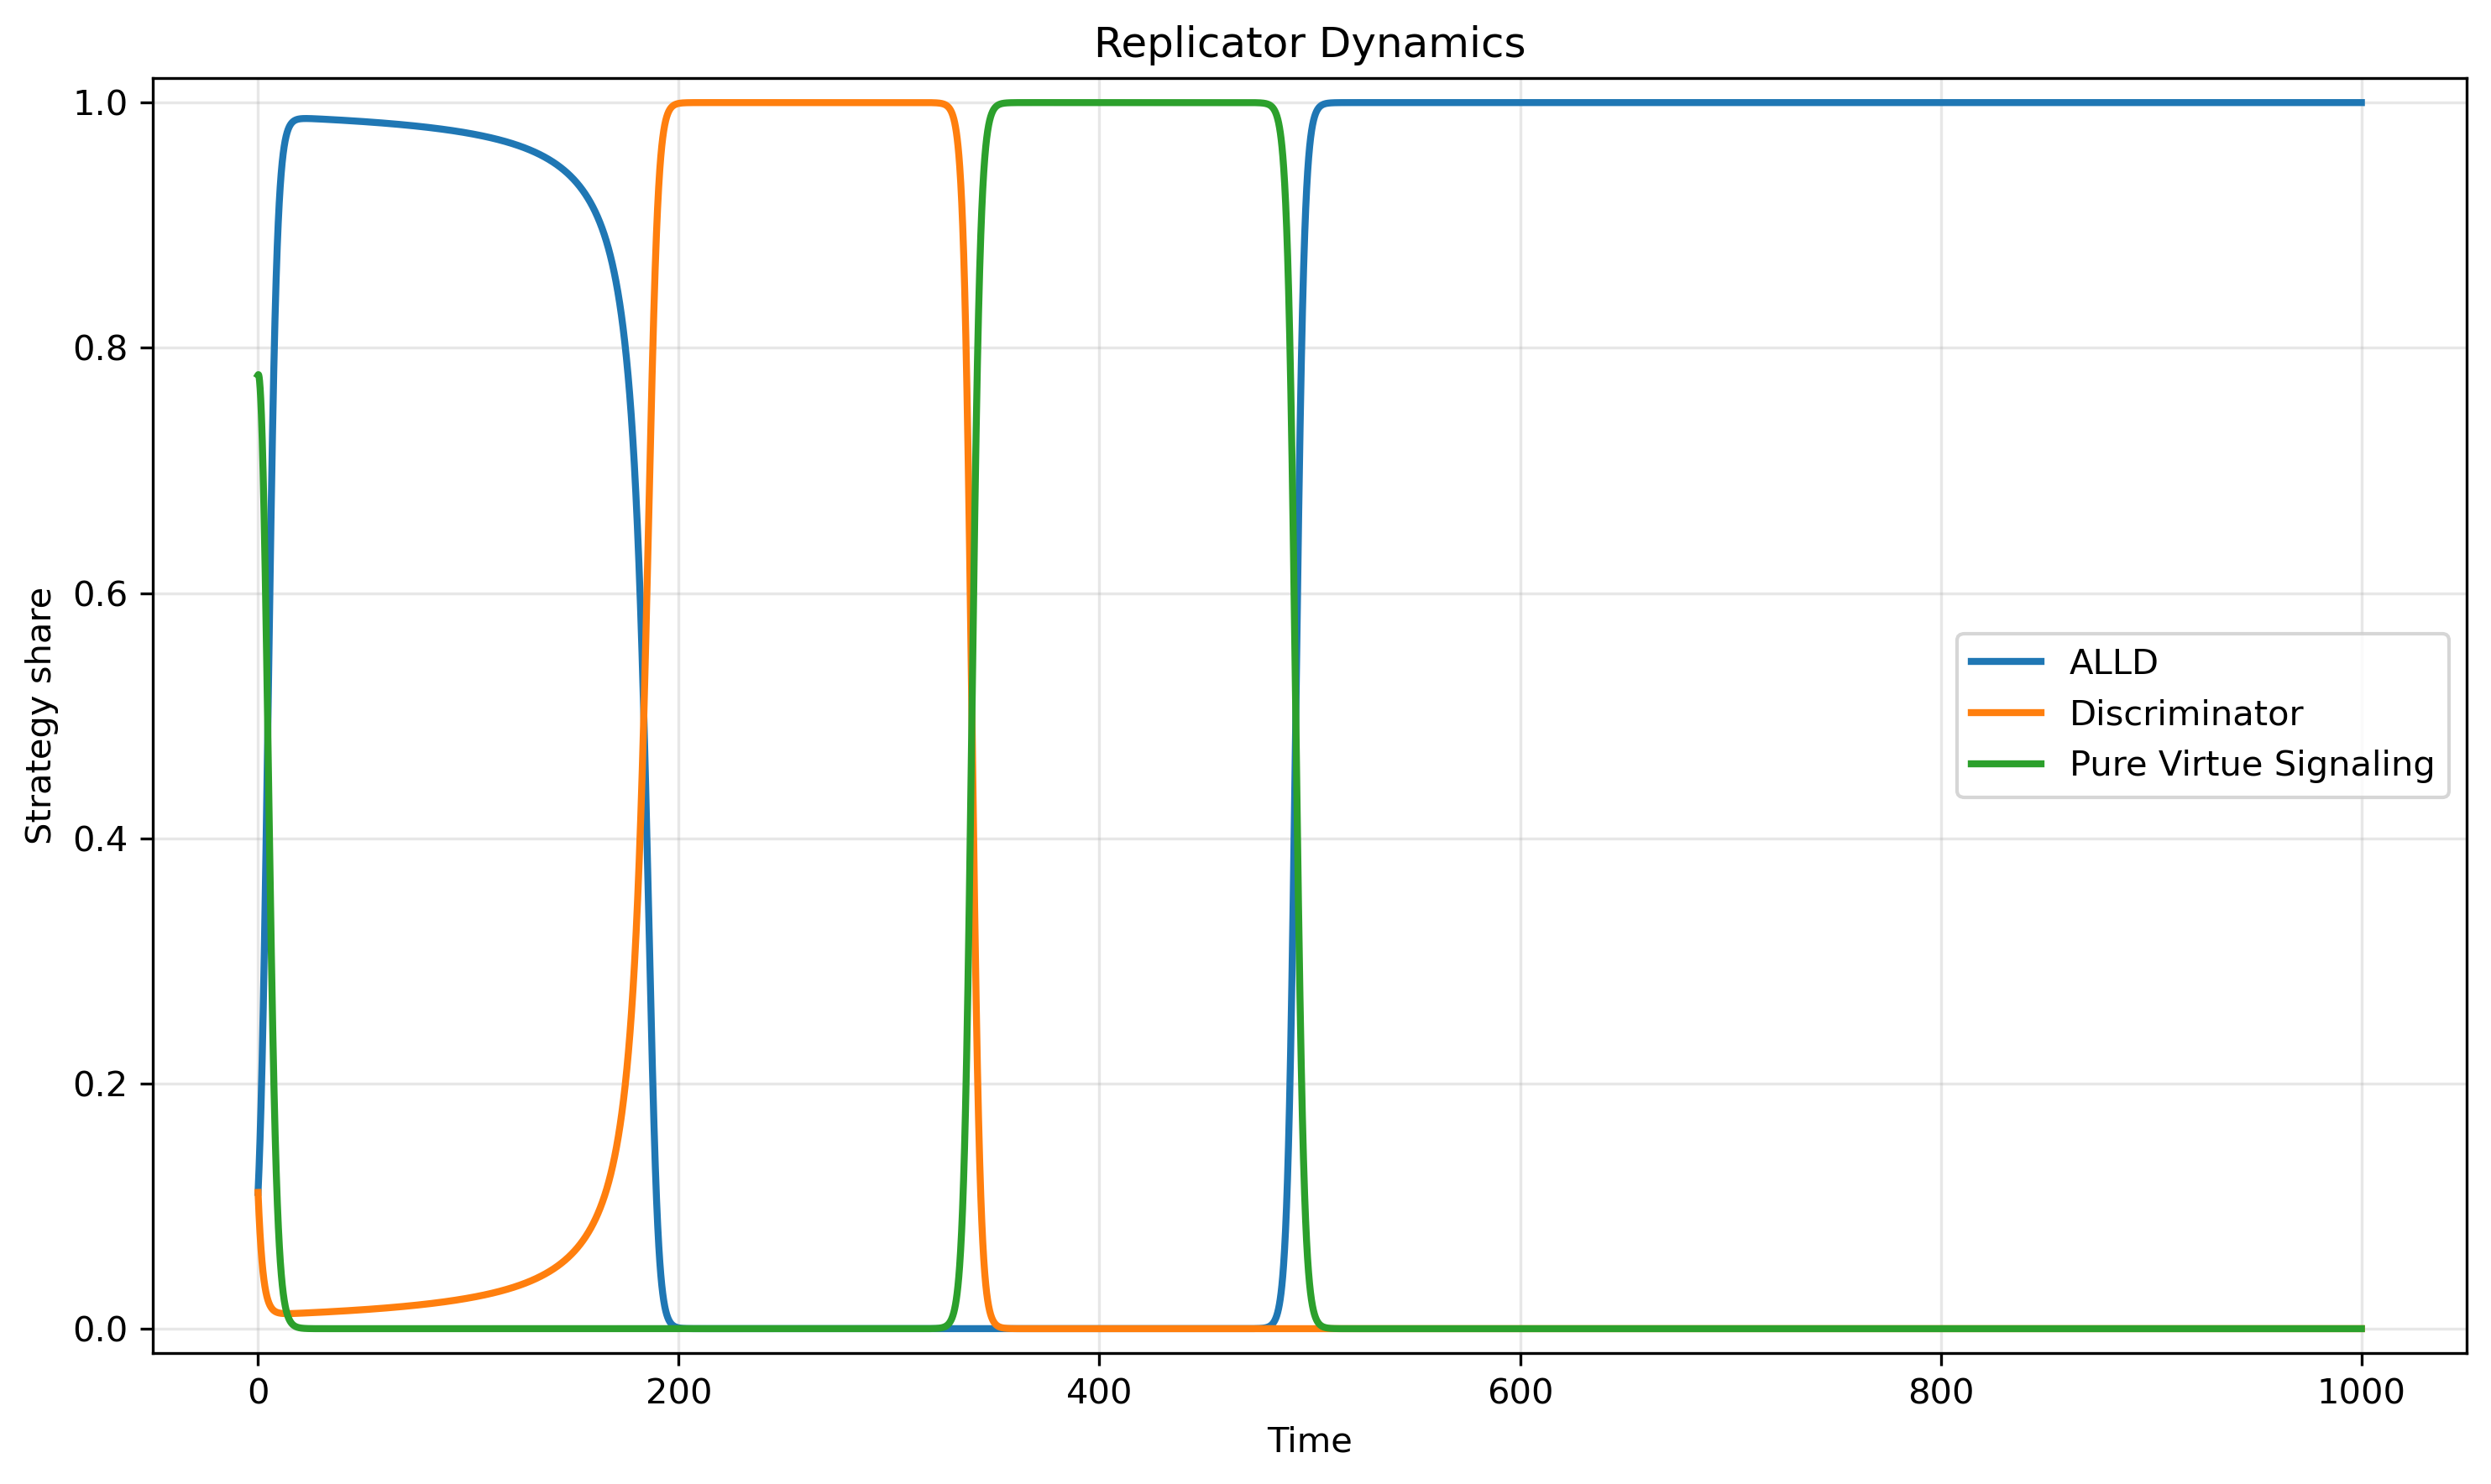 Replicator Dynamics
1.0
0.8
0.6
0.4
0.2
0.0
Strategy share
ALLD
Discriminator
Pure Virtue Signaling
0 200 400 600 800 1000
Time